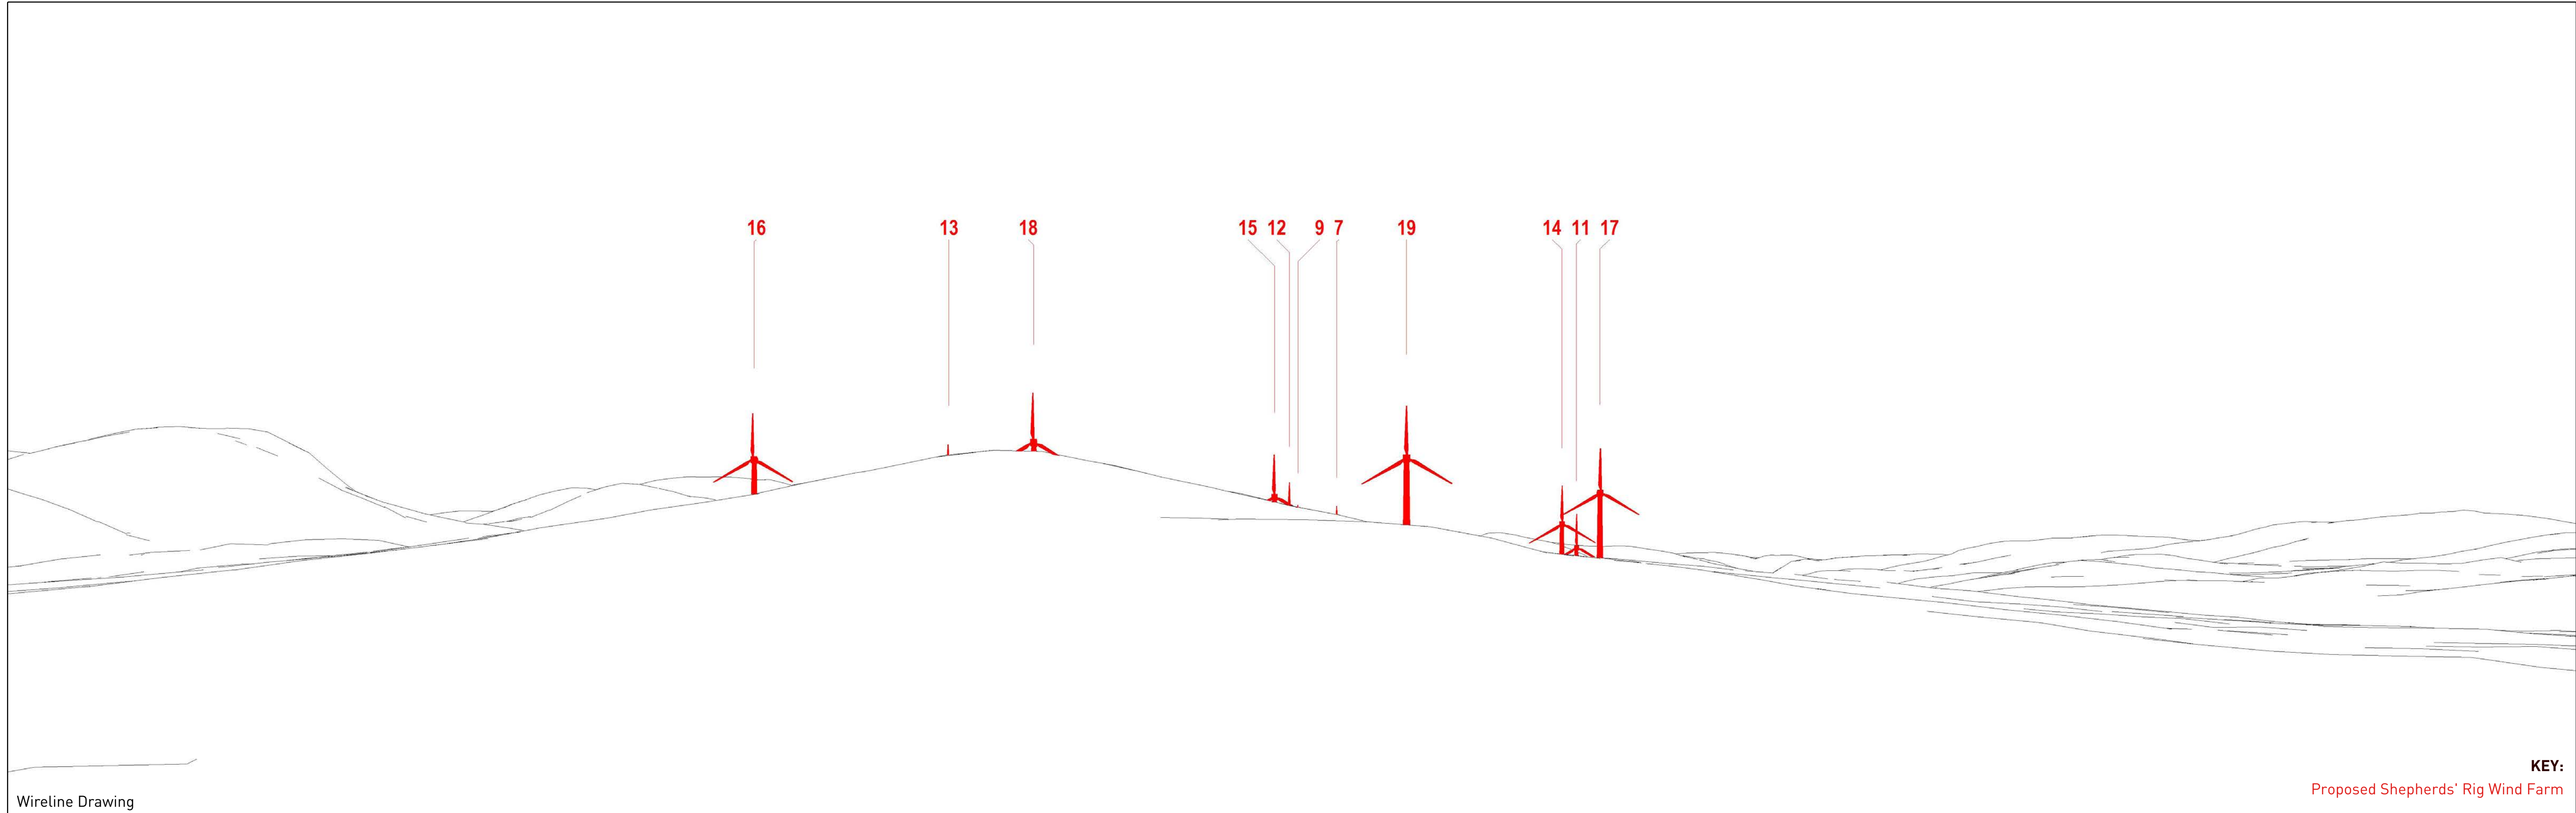 16 13 18 15 12 9 7 19 14 11 17
KEY:
Proposed Shepherds' Rig Wind Farm
Wireline Drawing